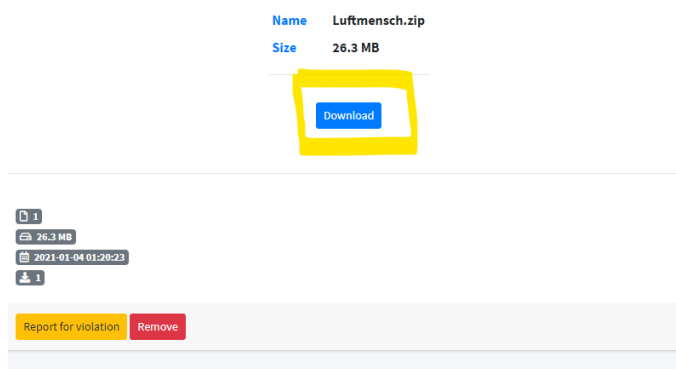 Name Luftmensch.zip
Size 26.3 MB
Download
1
26.3 MB
2021-01-04 01:20:23
1
Report for violation Remove